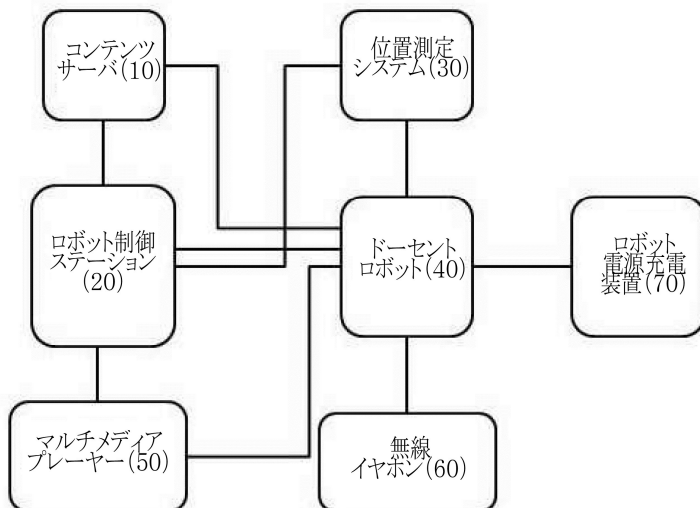 コンテンツ
サーバ(10)
位置測定
システム(30)
ロボット制御
ステーション
(20)
ドーセント
ロボット(40)
ロボット
電源充電
装置(70)
マルチメディア
プレーヤー(50)
無線
イヤホン(60)